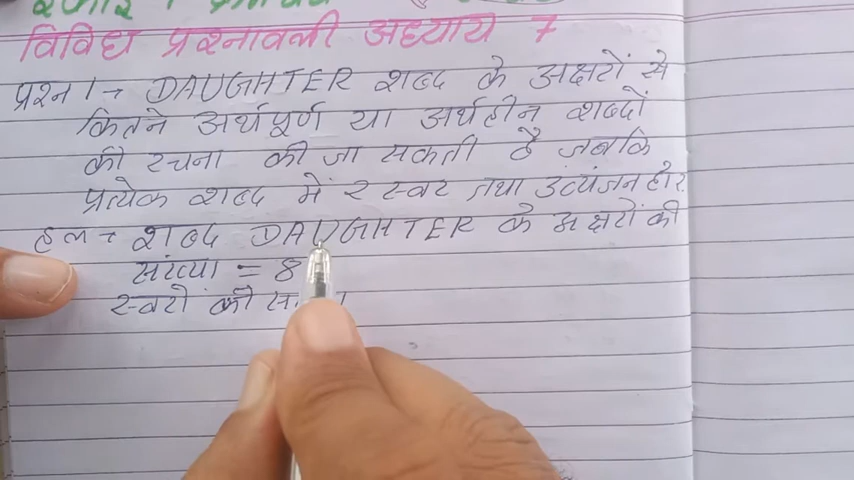 विविध प्रश्नावली अध्याय 7
प्रश्न 1→ DAUGHTER शब्द के अक्षरों से
कितने अर्थपूर्ण या अर्थहीन शब्दों
की रचना की जा सकती है जबकि
प्रत्येक शब्द में 2 स्वर तथा 3 व्यंजन हो?
हल→ शब्द DAUGHTER के अक्षरों की
संख्या = 8
स्वरों की